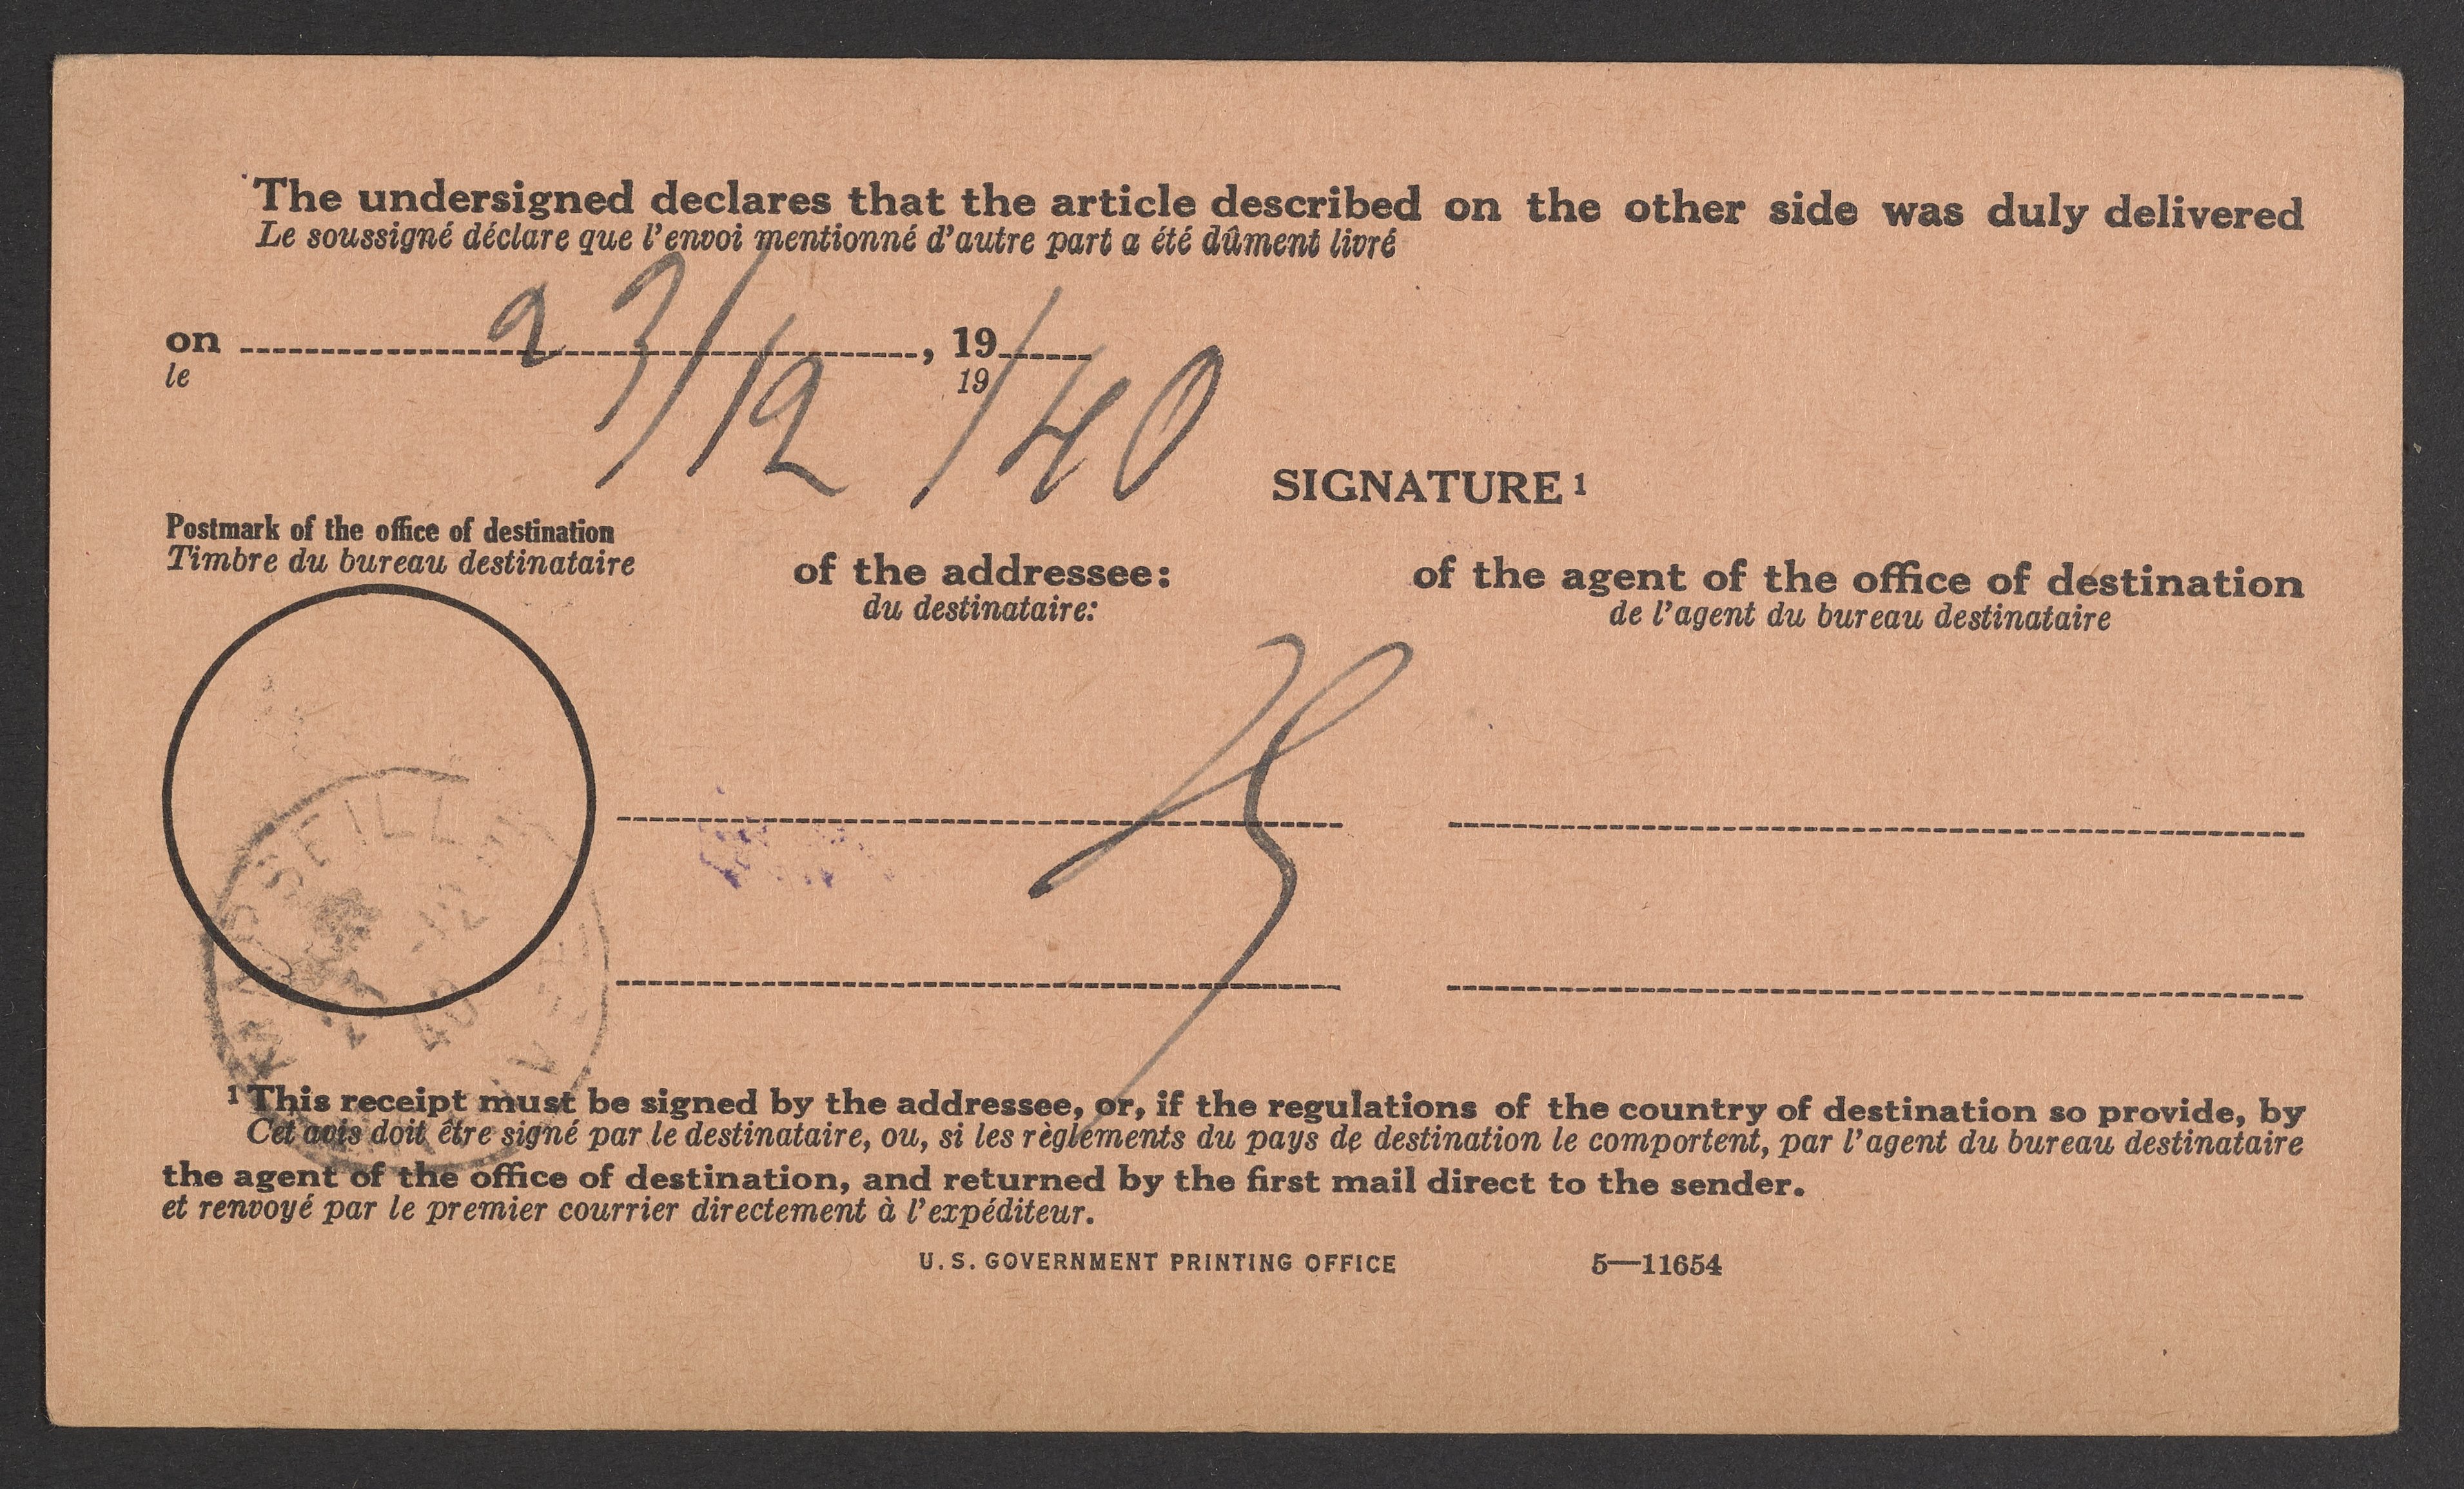 The undersigned declares that the article described on the other side was duly delivered
Le soussigné déclare que l'envoi mentionné d'autre part a été dûment livré
on 23/12/40, 19
le 19
SIGNATURE 1
Postmark of the office of destination
Timbre du bureau destinataire
of the addressee:
du destinataire:
of the agent of the office of destination
de l'agent du bureau destinataire
23 -12
40
1 This receipt must be signed by the addressee, or, if the regulations of the country of destination so provide, by
Cet avis doit être signé par le destinataire, ou, si les règlements du pays de destination le comportent, par l'agent du bureau destinataire
the agent of the office of destination, and returned by the first mail direct to the sender.
et renvoyé par le premier courrier directement à l'expéditeur.
U. S. GOVERNMENT PRINTING OFFICE 5—11654